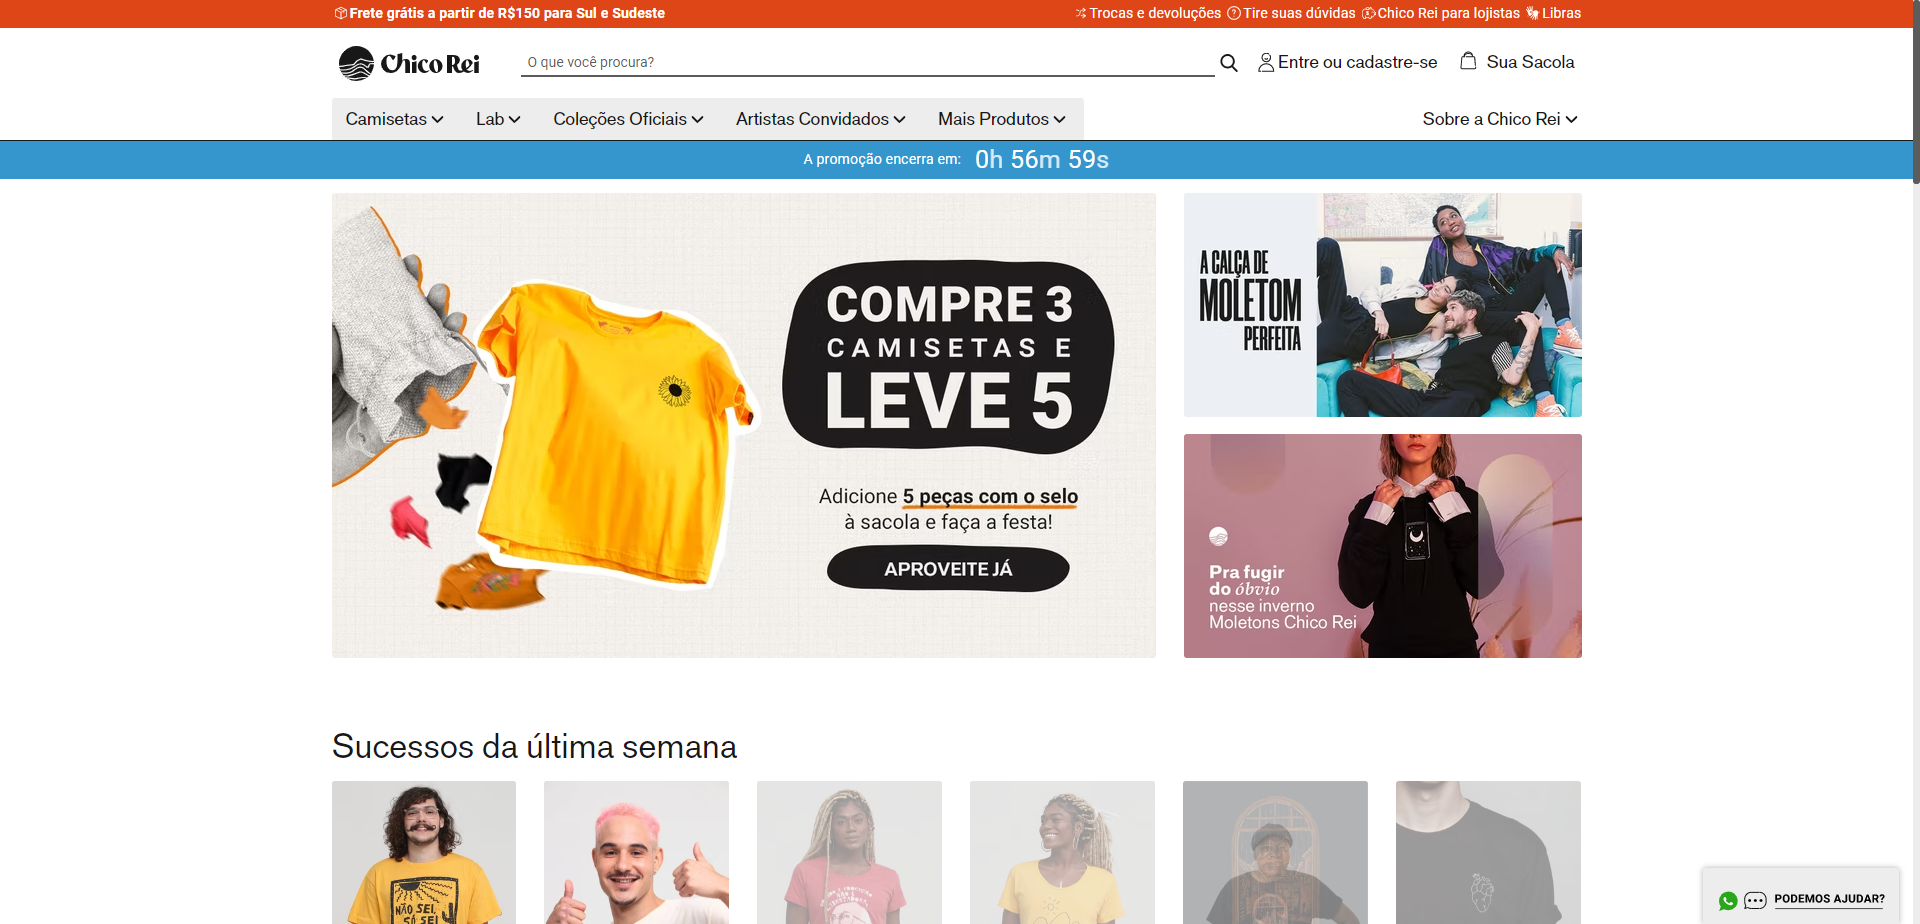 Frete grátis a partir de R$150 para Sul e Sudeste
Trocas e devoluções Tire suas dúvidas Chico Rei para lojistas Libras
Chico Rei
O que você procura?
Entre ou cadastre-se
Sua Sacola
Camisetas Lab Coleções Oficiais Artistas Convidados Mais Produtos
Sobre a Chico Rei
A promoção encerra em: 0h 56m 59s
COMPRE 3
CAMISETAS E
LEVE 5
Adicione 5 peças com o selo
à sacola e faça a festa!
APROVEITE JÁ
A CALÇA DE
MOLETOM
PERFEITA
Pra fugir
do óbvio
nesse inverno
Moletons Chico Rei
Sucessos da última semana
NÃO SEI,
SÓ SEI
PODEMOS AJUDAR?